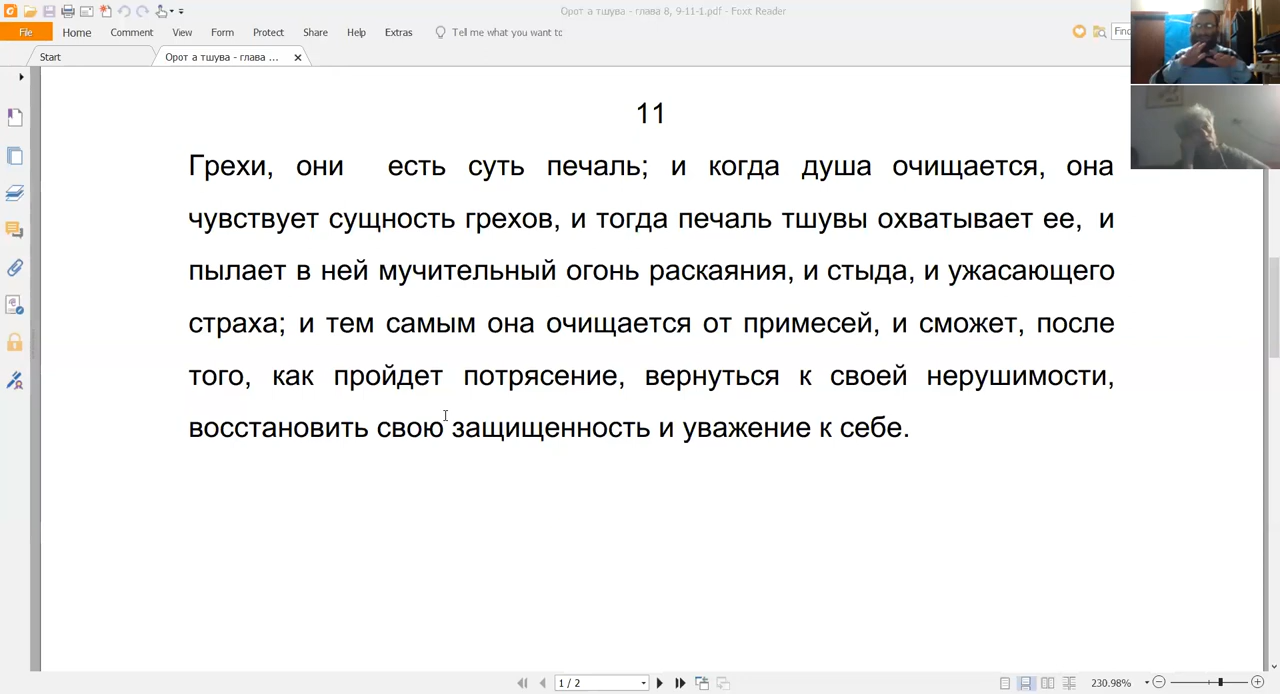 Орот а тшува - глава 8, 9-11-1.pdf - Foxit Reader
File Home Comment View Form Protect Share Help Extras Tell me what you want to Find
Start Орот а тшува - глава ...
11
Грехи, они есть суть печаль; и когда душа очищается, она
чувствует сущность грехов, и тогда печаль тшувы охватывает ее, и
пылает в ней мучительный огонь раскаяния, и стыда, и ужасающего
страха; и тем самым она очищается от примесей, и сможет, после
того, как пройдет потрясение, вернуться к своей нерушимости,
восстановить свою защищенность и уважение к себе.
1 / 2 230.98%